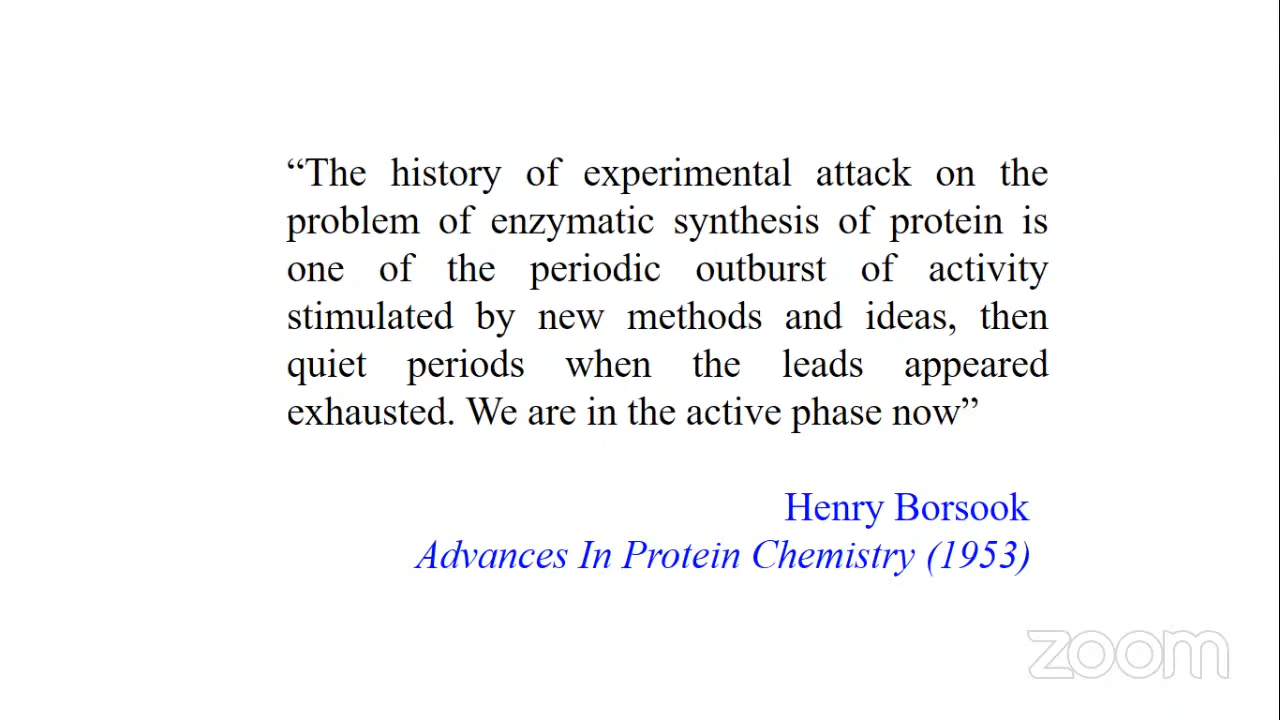 “The history of experimental attack on the
problem of enzymatic synthesis of protein is
one of the periodic outburst of activity
stimulated by new methods and ideas, then
quiet periods when the leads appeared
exhausted. We are in the active phase now”
Henry Borsook
Advances In Protein Chemistry (1953)
zoom